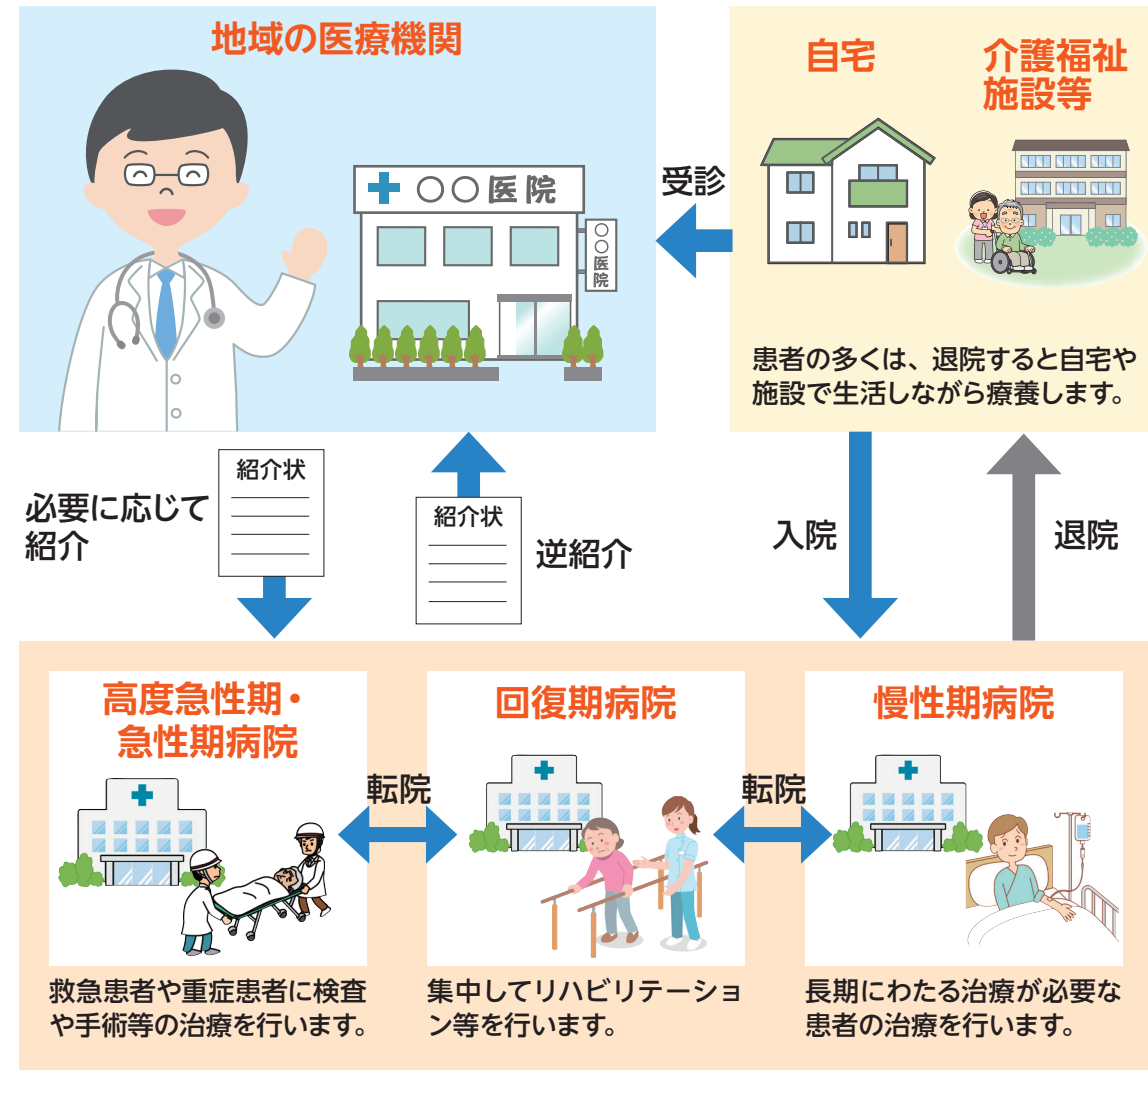 地域の医療機関
○○医院
○○医院
受診
自宅
介護福祉
施設等
患者の多くは、退院すると自宅や
施設で生活しながら療養します。
必要に応じて
紹介
紹介状
紹介状
逆紹介
入院
退院
高度急性期・
急性期病院
転院
回復期病院
転院
慢性期病院
救急患者や重症患者に検査
や手術等の治療を行います。
集中してリハビリテーショ
ン等を行います。
長期にわたる治療が必要な
患者の治療を行います。